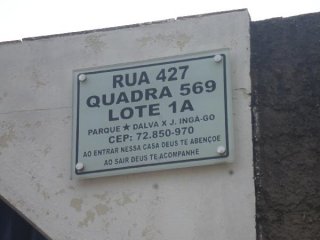 RUA 427
QUADRA 569
LOTE 1A
PARQUE ★ DALVA X J. INGÁ-GO
CEP: 72.850-970
AO ENTRAR NESSA CASA DEUS TE ABENÇOE
AO SAIR DEUS TE ACOMPANHE